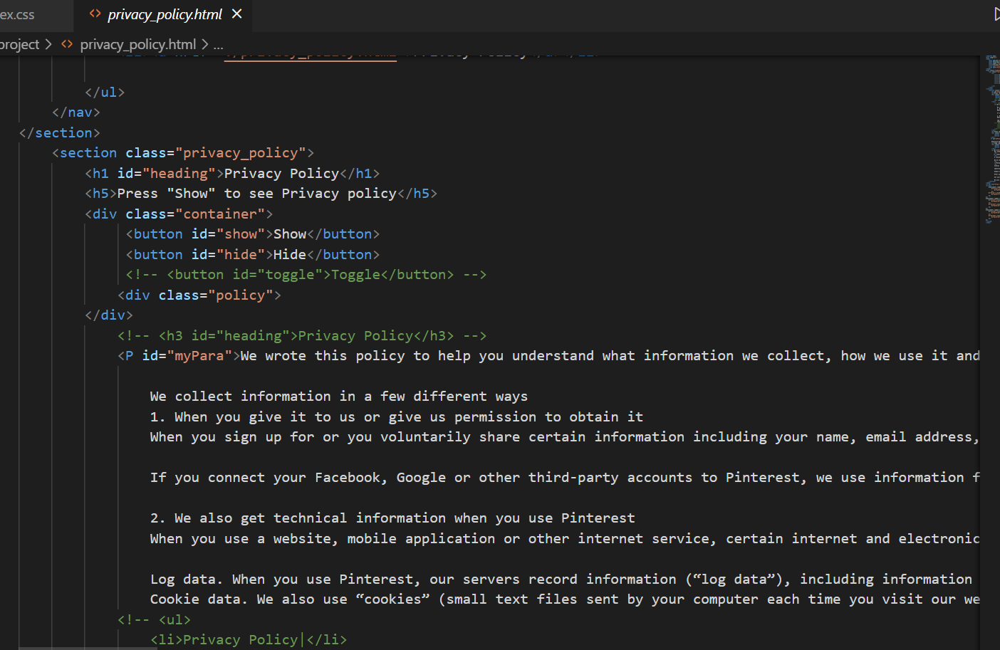 ex.css
<> privacy_policy.html ×
project > <> privacy_policy.html > ...
</ul>
</nav>
</section>
<section class="privacy_policy">
<h1 id="heading">Privacy Policy</h1>
<h5>Press "Show" to see Privacy policy</h5>
<div class="container">
<button id="show">Show</button>
<button id="hide">Hide</button>
<!-- <button id="toggle">Toggle</button> -->
<div class="policy">
</div>
<!-- <h3 id="heading">Privacy Policy</h3> -->
<P id="myPara">We wrote this policy to help you understand what information we collect, how we use it and
We collect information in a few different ways
1. When you give it to us or give us permission to obtain it
When you sign up for or you voluntarily share certain information including your name, email address,
If you connect your Facebook, Google or other third-party accounts to Pinterest, we use information f
2. We also get technical information when you use Pinterest
When you use a website, mobile application or other internet service, certain internet and electronic
Log data. When you use Pinterest, our servers record information (“log data”), including information
Cookie data. We also use “cookies” (small text files sent by your computer each time you visit our we
<!-- <ul>
<li>Privacy Policy|</li>